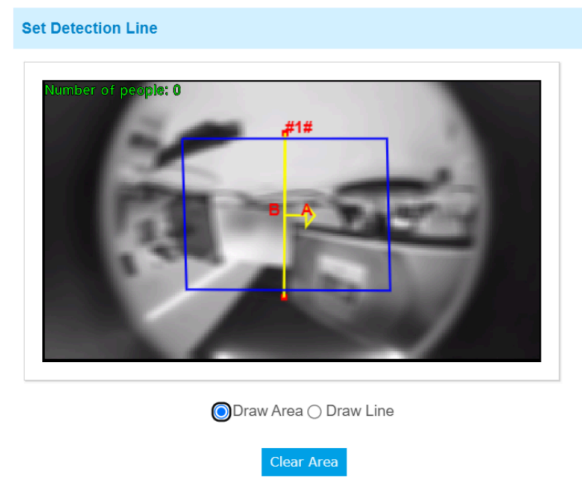 Set Detection Line
Number of people: 0
#1#
B A
Draw Area Draw Line
Clear Area